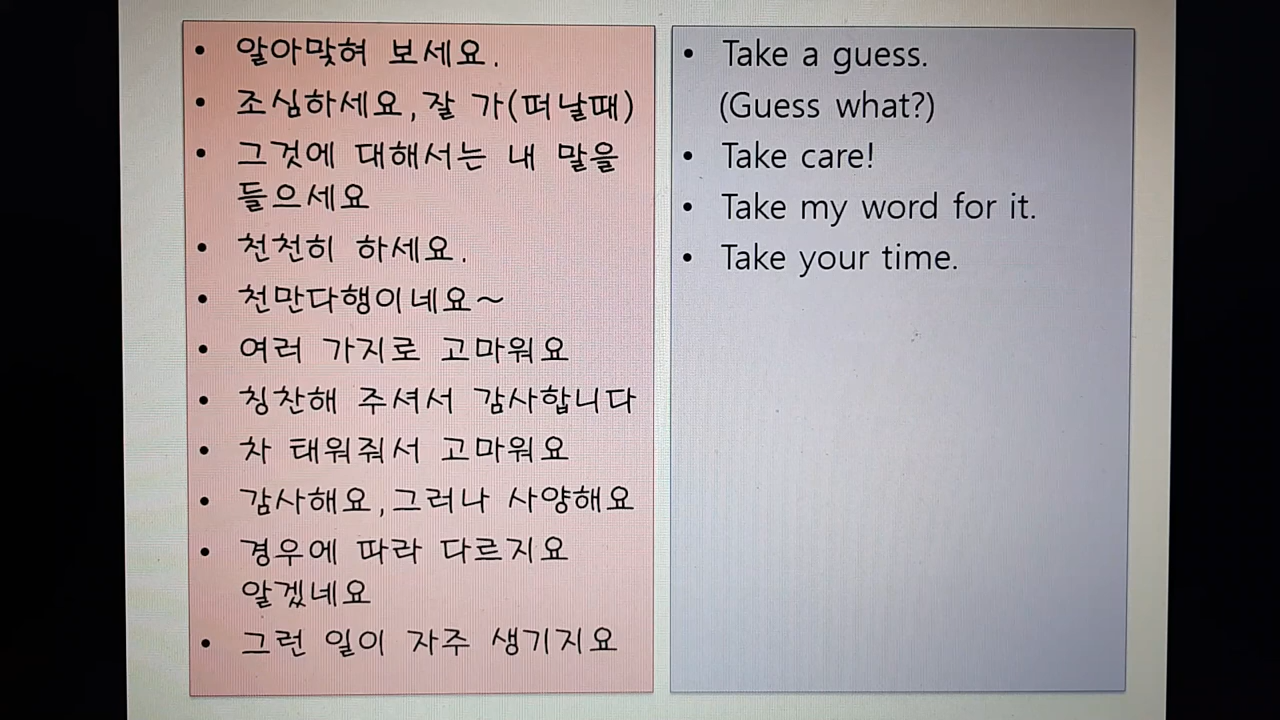 • 알아맞혀 보세요.
• 조심하세요,잘 가(떠날때)
• 그것에 대해서는 내 말을
들으세요
• 천천히 하세요.
• 천만다행이네요~
• 여러 가지로 고마워요
• 칭찬해 주셔서 감사합니다
• 차 태워줘서 고마워요
• 감사해요,그러나 사양해요
• 경우에 따라 다르지요
알겠네요
• 그런 일이 자주 생기지요
• Take a guess.
(Guess what?)
• Take care!
• Take my word for it.
• Take your time.